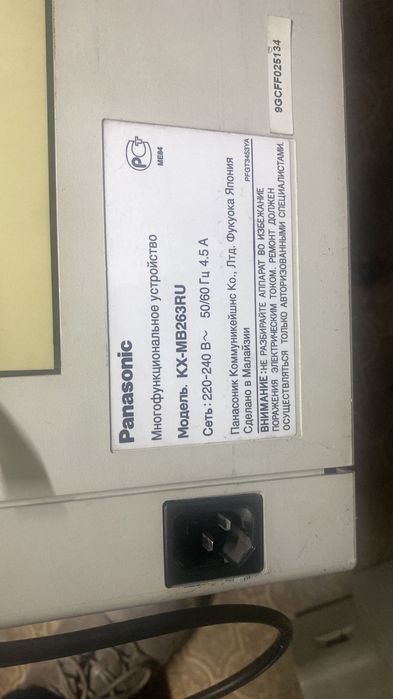 9GCFF025134
Panasonic
Многофункциональное устройство
Модель. KX-MB263RU
Сеть: 220-240 В~ 50/60 Гц 4.5 А
РСТ
ME84
Панасоник Коммуникейшнс Ко., Лтд. Фукуока Япония
Сделано в Малайзии
PFGT3453YA
ВНИМАНИЕ:НЕ РАЗБИРАЙТЕ АППАРАТ ВО ИЗБЕЖАНИЕ
ПОРАЖЕНИЯ ЭЛЕКТРИЧЕСКИМ ТОКОМ. РЕМОНТ ДОЛЖЕН
ОСУЩЕСТВЛЯТЬСЯ ТОЛЬКО АВТОРИЗОВАННЫМИ СПЕЦИАЛИСТАМИ.